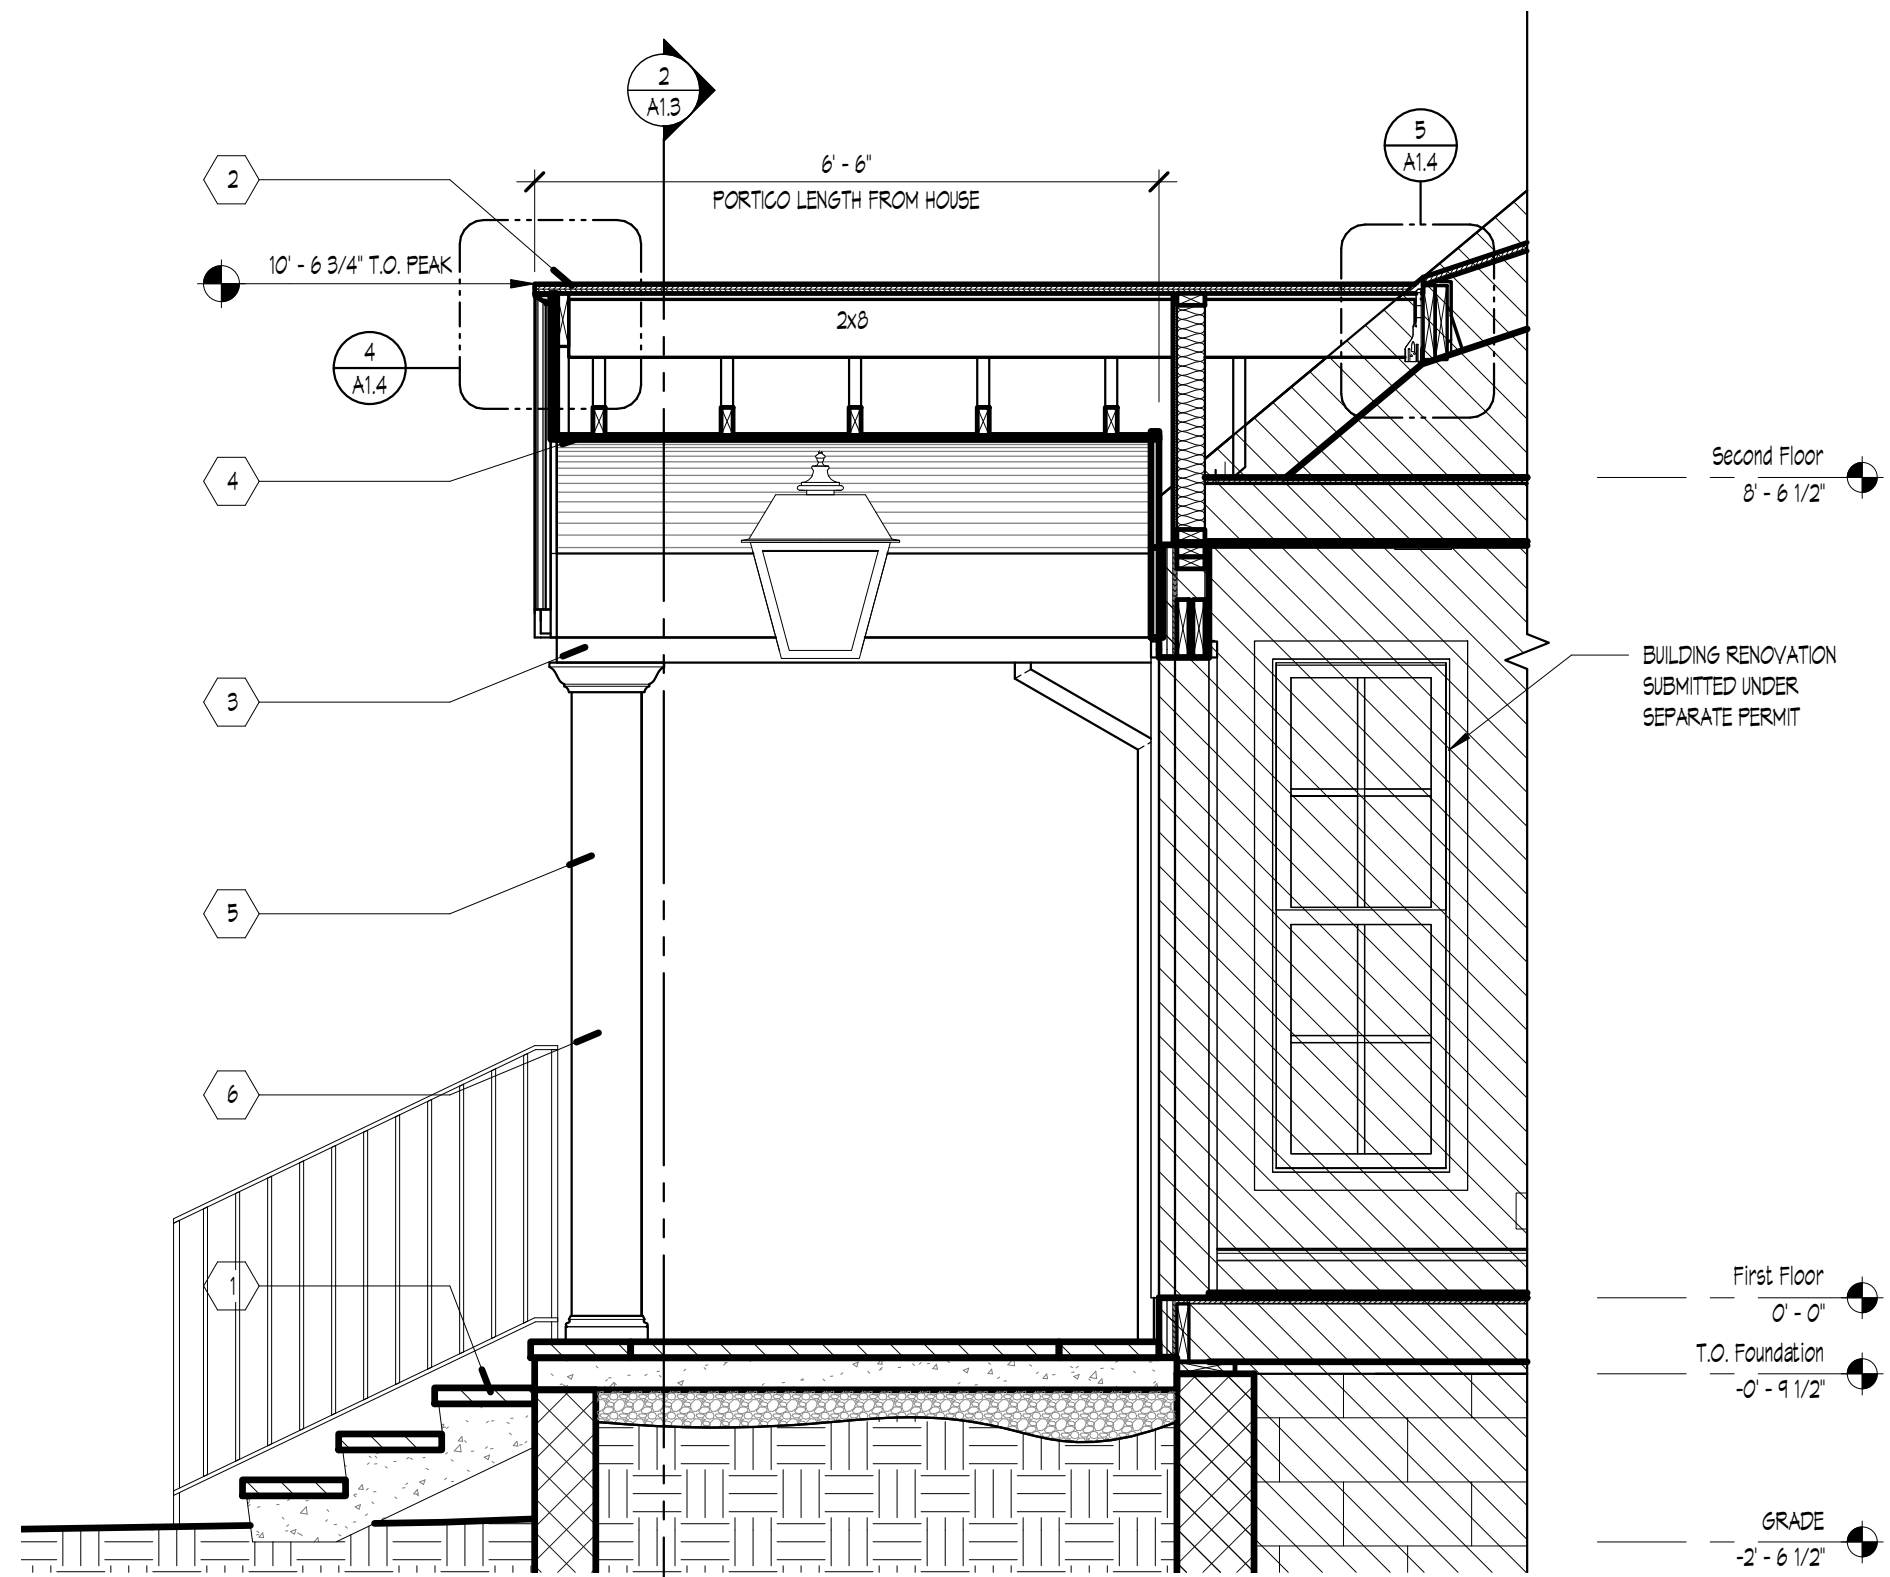 2
A1.3
5
A1.4
6' - 6"
PORTICO LENGTH FROM HOUSE
2
10' - 6 3/4" T.O. PEAK
2x8
4
A1.4
4
Second Floor
8' - 6 1/2"
3
BUILDING RENOVATION
SUBMITTED UNDER
SEPARATE PERMIT
5
6
1
First Floor
0' - 0"
T.O. Foundation
-0' - 9 1/2"
GRADE
-2' - 6 1/2"